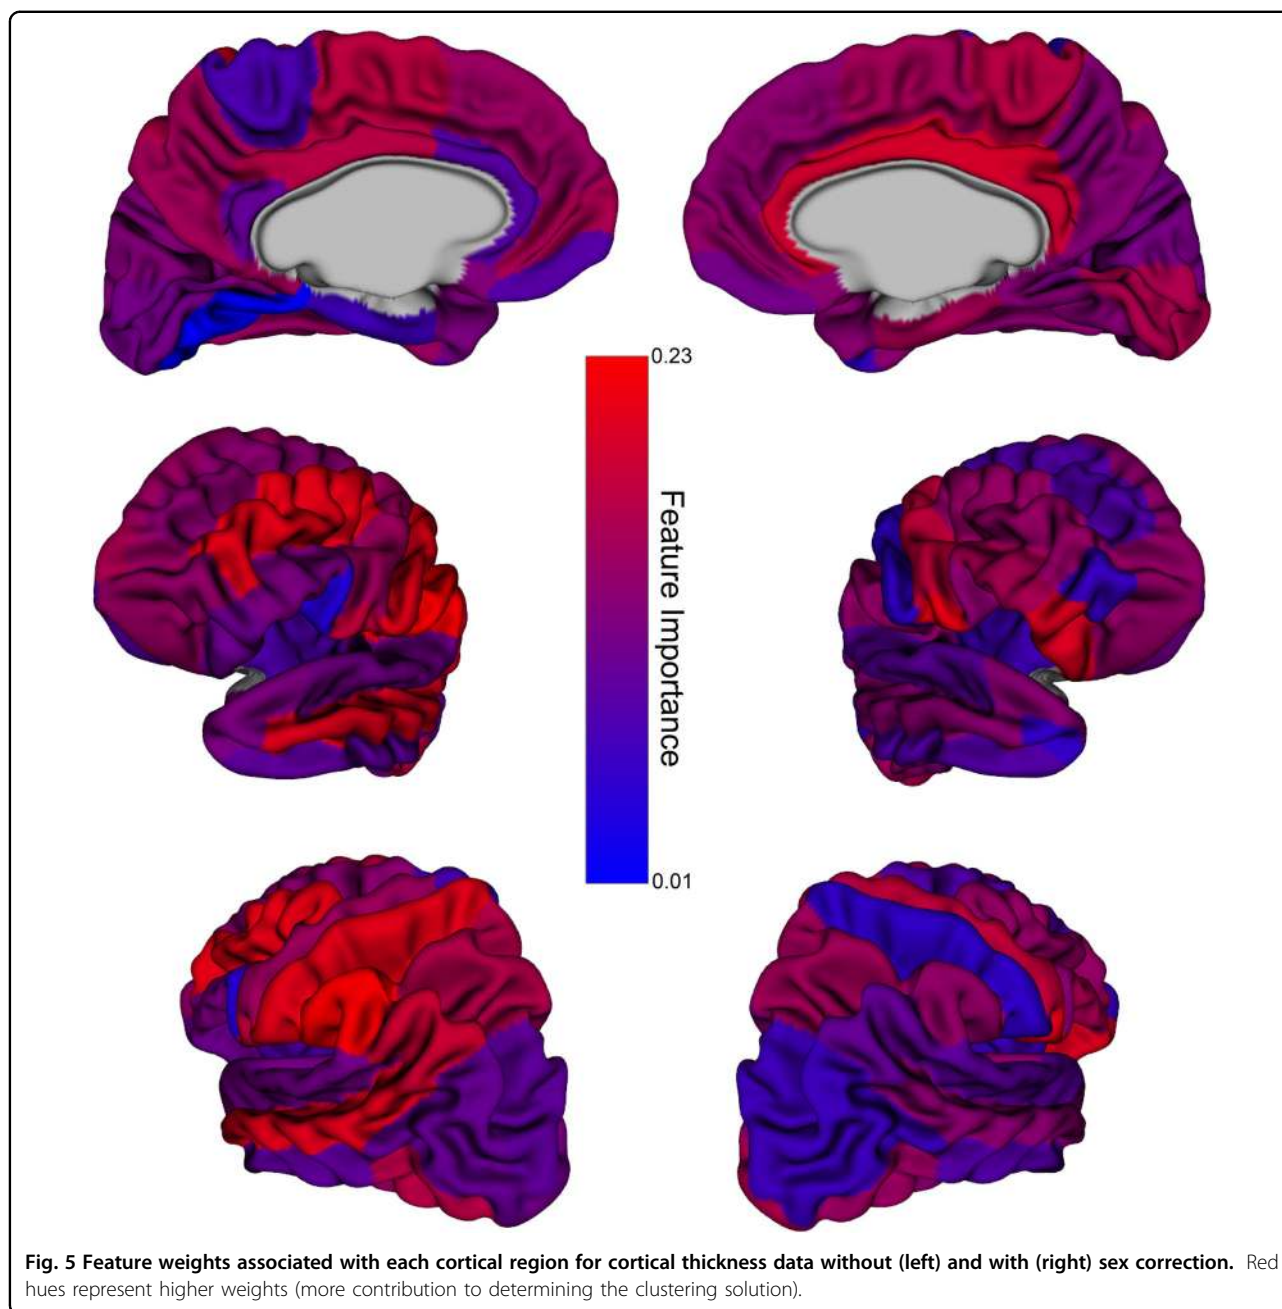 0.23
Feature Importance
0.01
Fig. 5 Feature weights associated with each cortical region for cortical thickness data without (left) and with (right) sex correction. Red
hues represent higher weights (more contribution to determining the clustering solution).